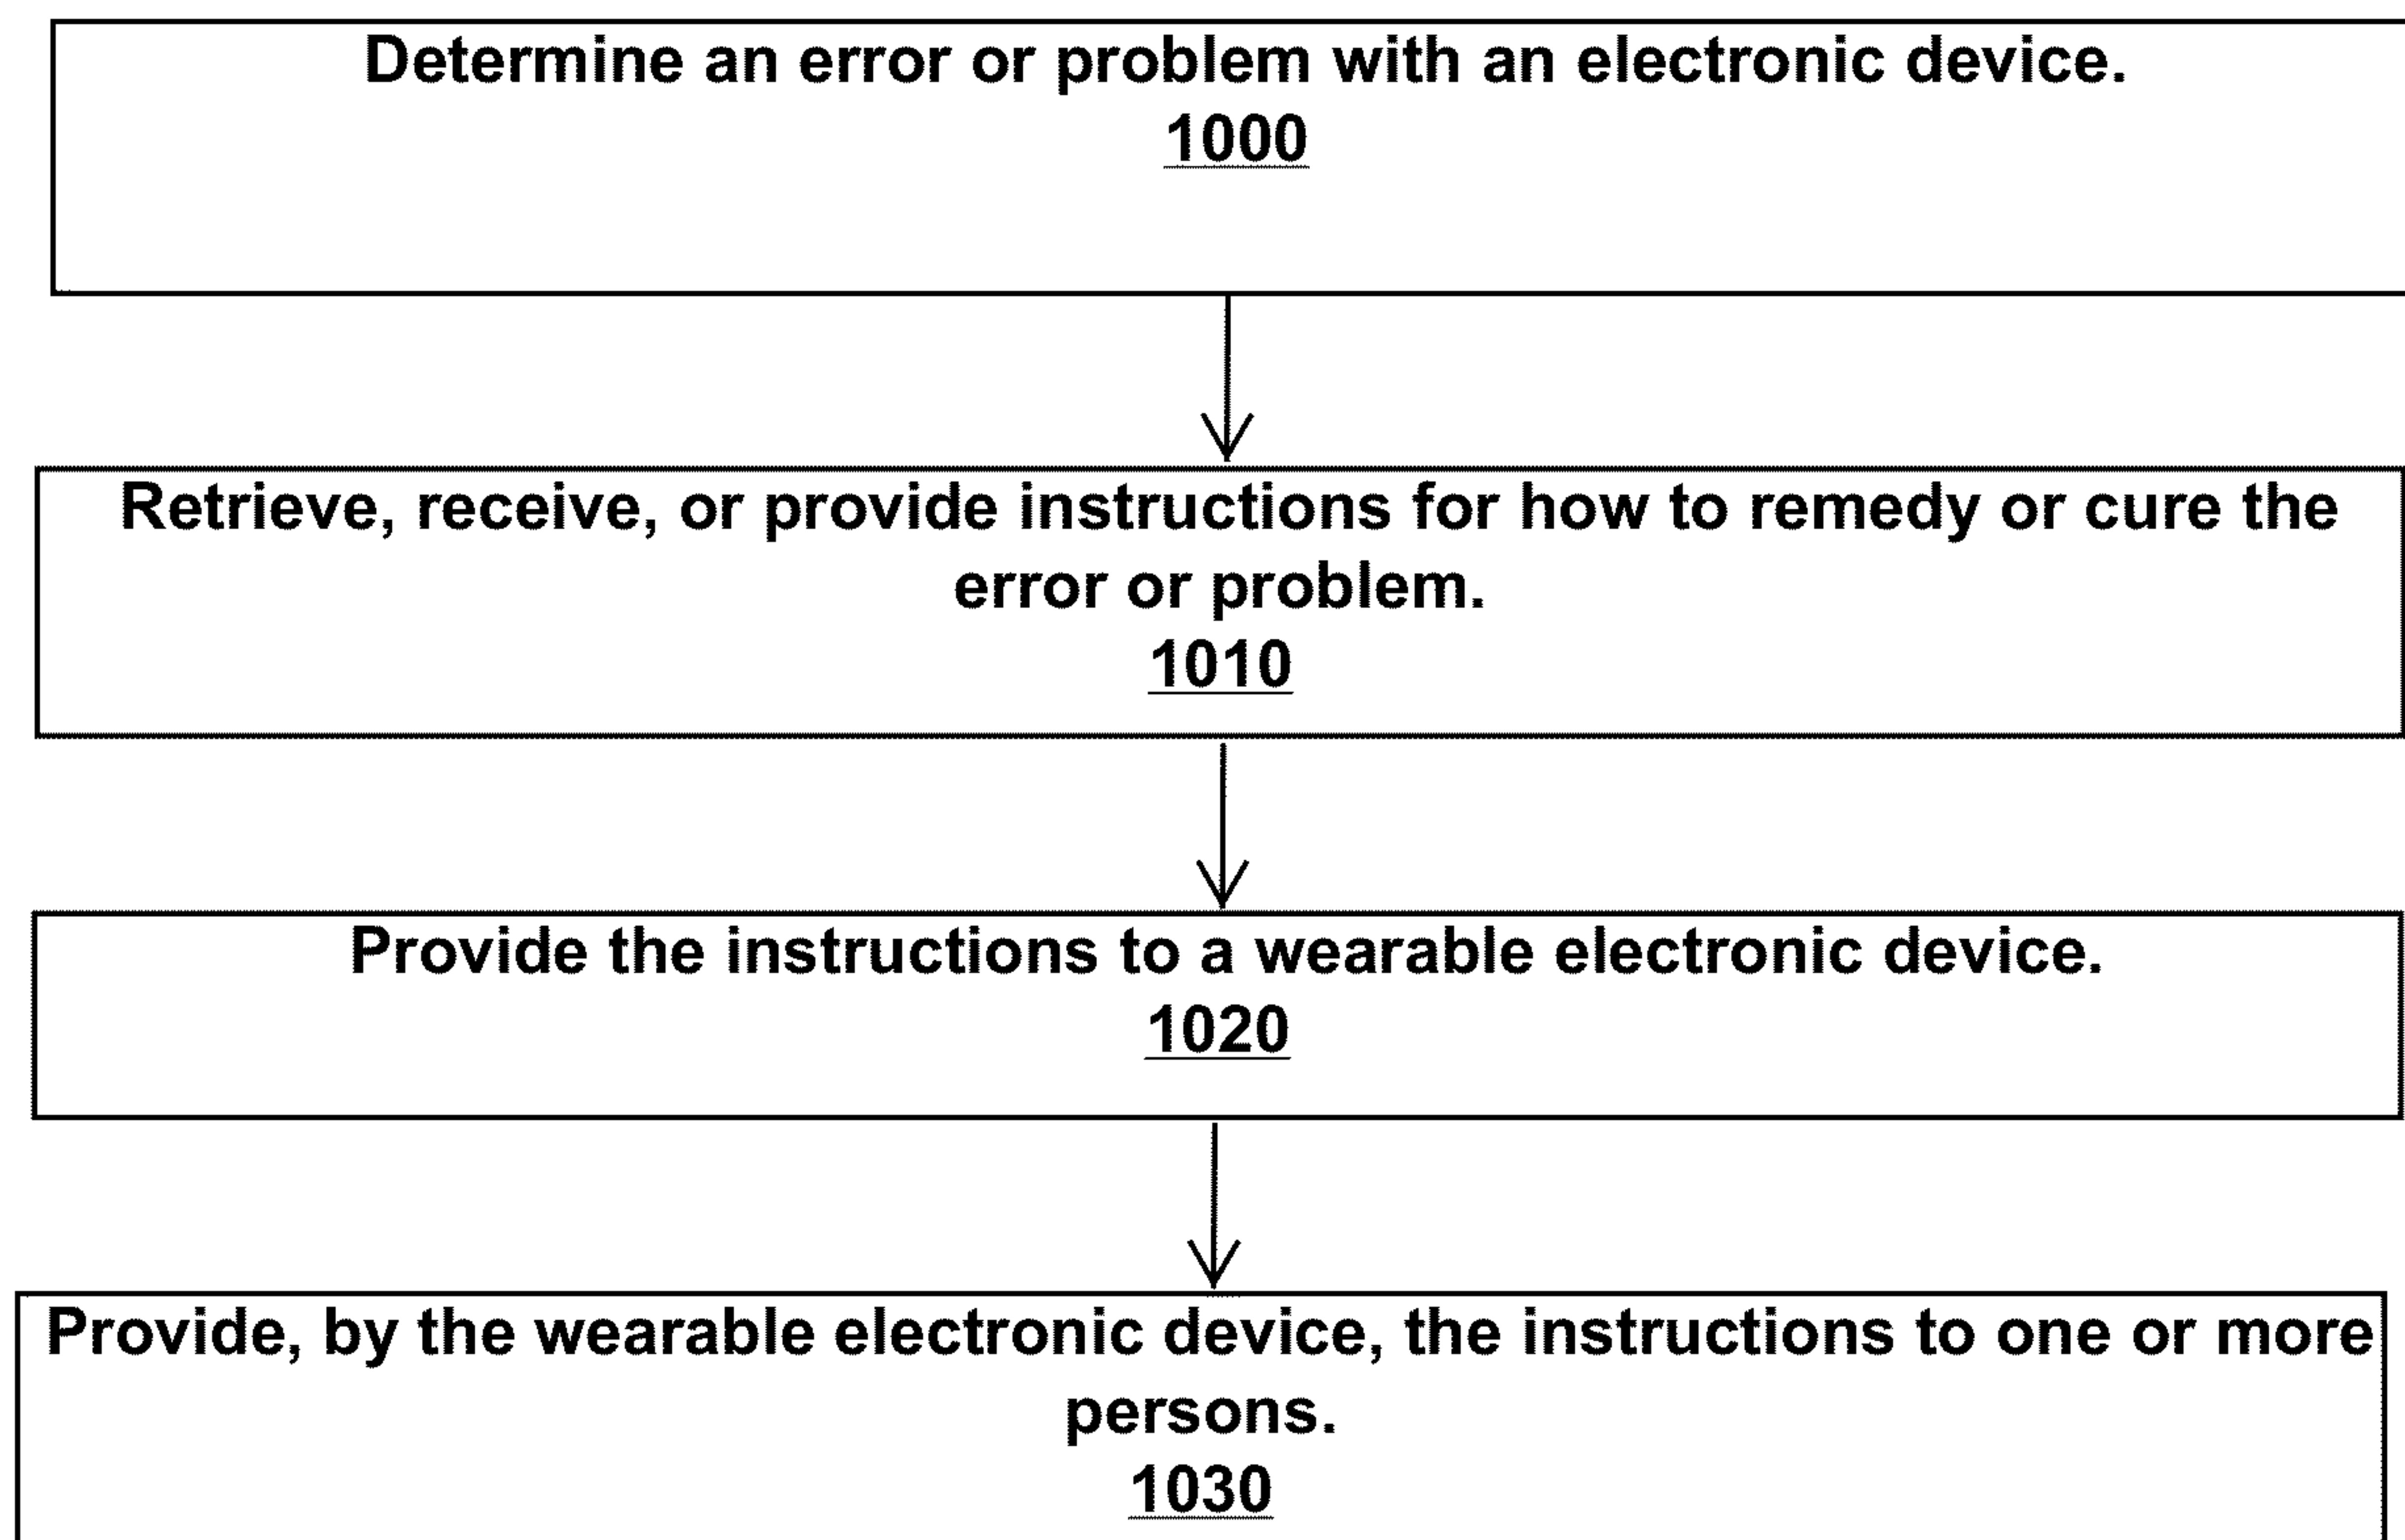 Determine an error or problem with an electronic device.
1000
Retrieve, receive, or provide instructions for how to remedy or cure the
error or problem.
1010
Provide the instructions to a wearable electronic device.
1020
Provide, by the wearable electronic device, the instructions to one or more
persons.
1030